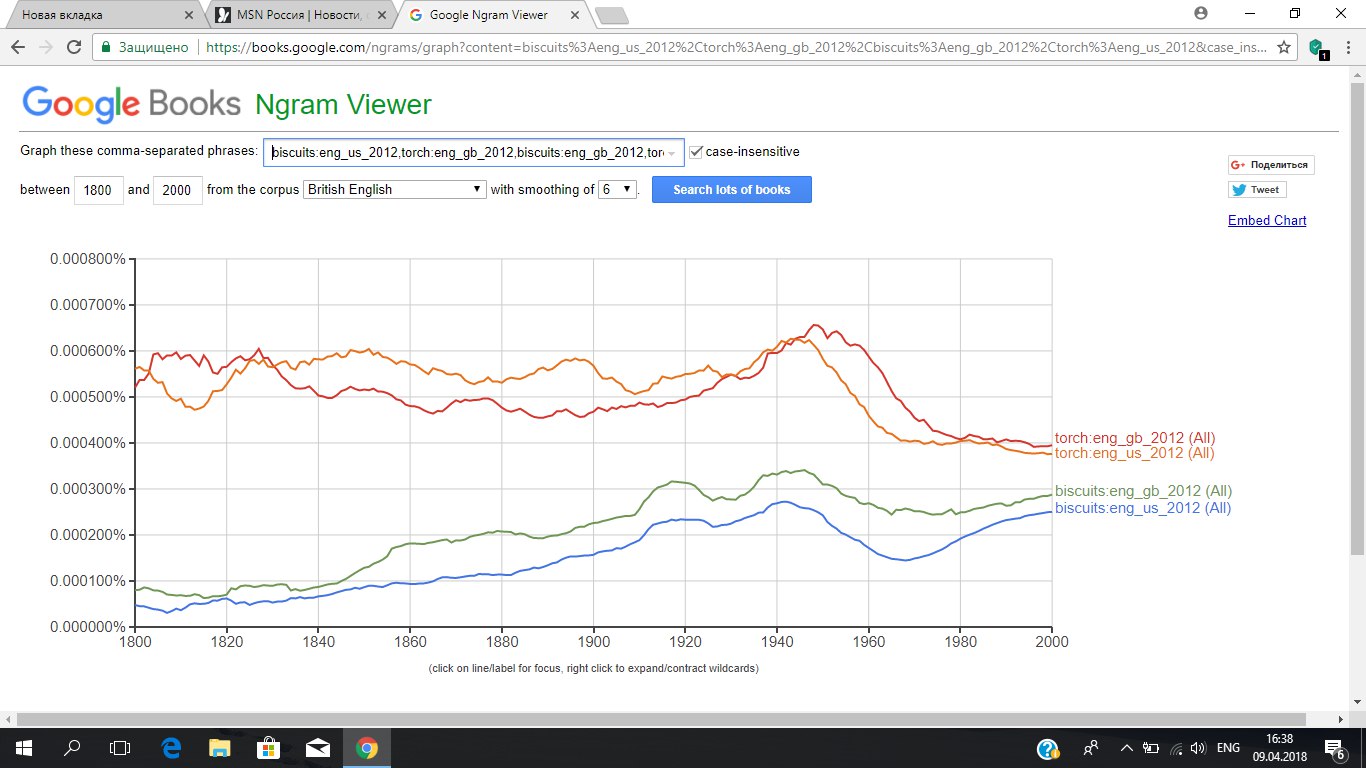 Новая вкладка
MSN Россия | Новости,
Google Ngram Viewer
Защищено https://books.google.com/ngrams/graph?content=biscuits%3Aeng_us_2012%2Ctorch%3Aeng_gb_2012%2Cbiscuits%3Aeng_gb_2012%2Ctorch%3Aeng_us_2012&case_ins...
1
Google Books Ngram Viewer
Graph these comma-separated phrases: biscuits:eng_us_2012,torch:eng_gb_2012,biscuits:eng_gb_2012,tor case-insensitive
between 1800 and 2000 from the corpus British English with smoothing of 6 . Search lots of books
G+ Поделиться
Tweet
Embed Chart
0.000800%
0.000700%
0.000600%
0.000500%
0.000400%
0.000300%
0.000200%
0.000100%
0.000000%
torch:eng_gb_2012 (All)
torch:eng_us_2012 (All)
biscuits:eng_gb_2012 (All)
biscuits:eng_us_2012 (All)
1800 1820 1840 1860 1880 1900 1920 1940 1960 1980 2000
(click on line/label for focus, right click to expand/contract wildcards)
ENG
16:38
09.04.2018
6